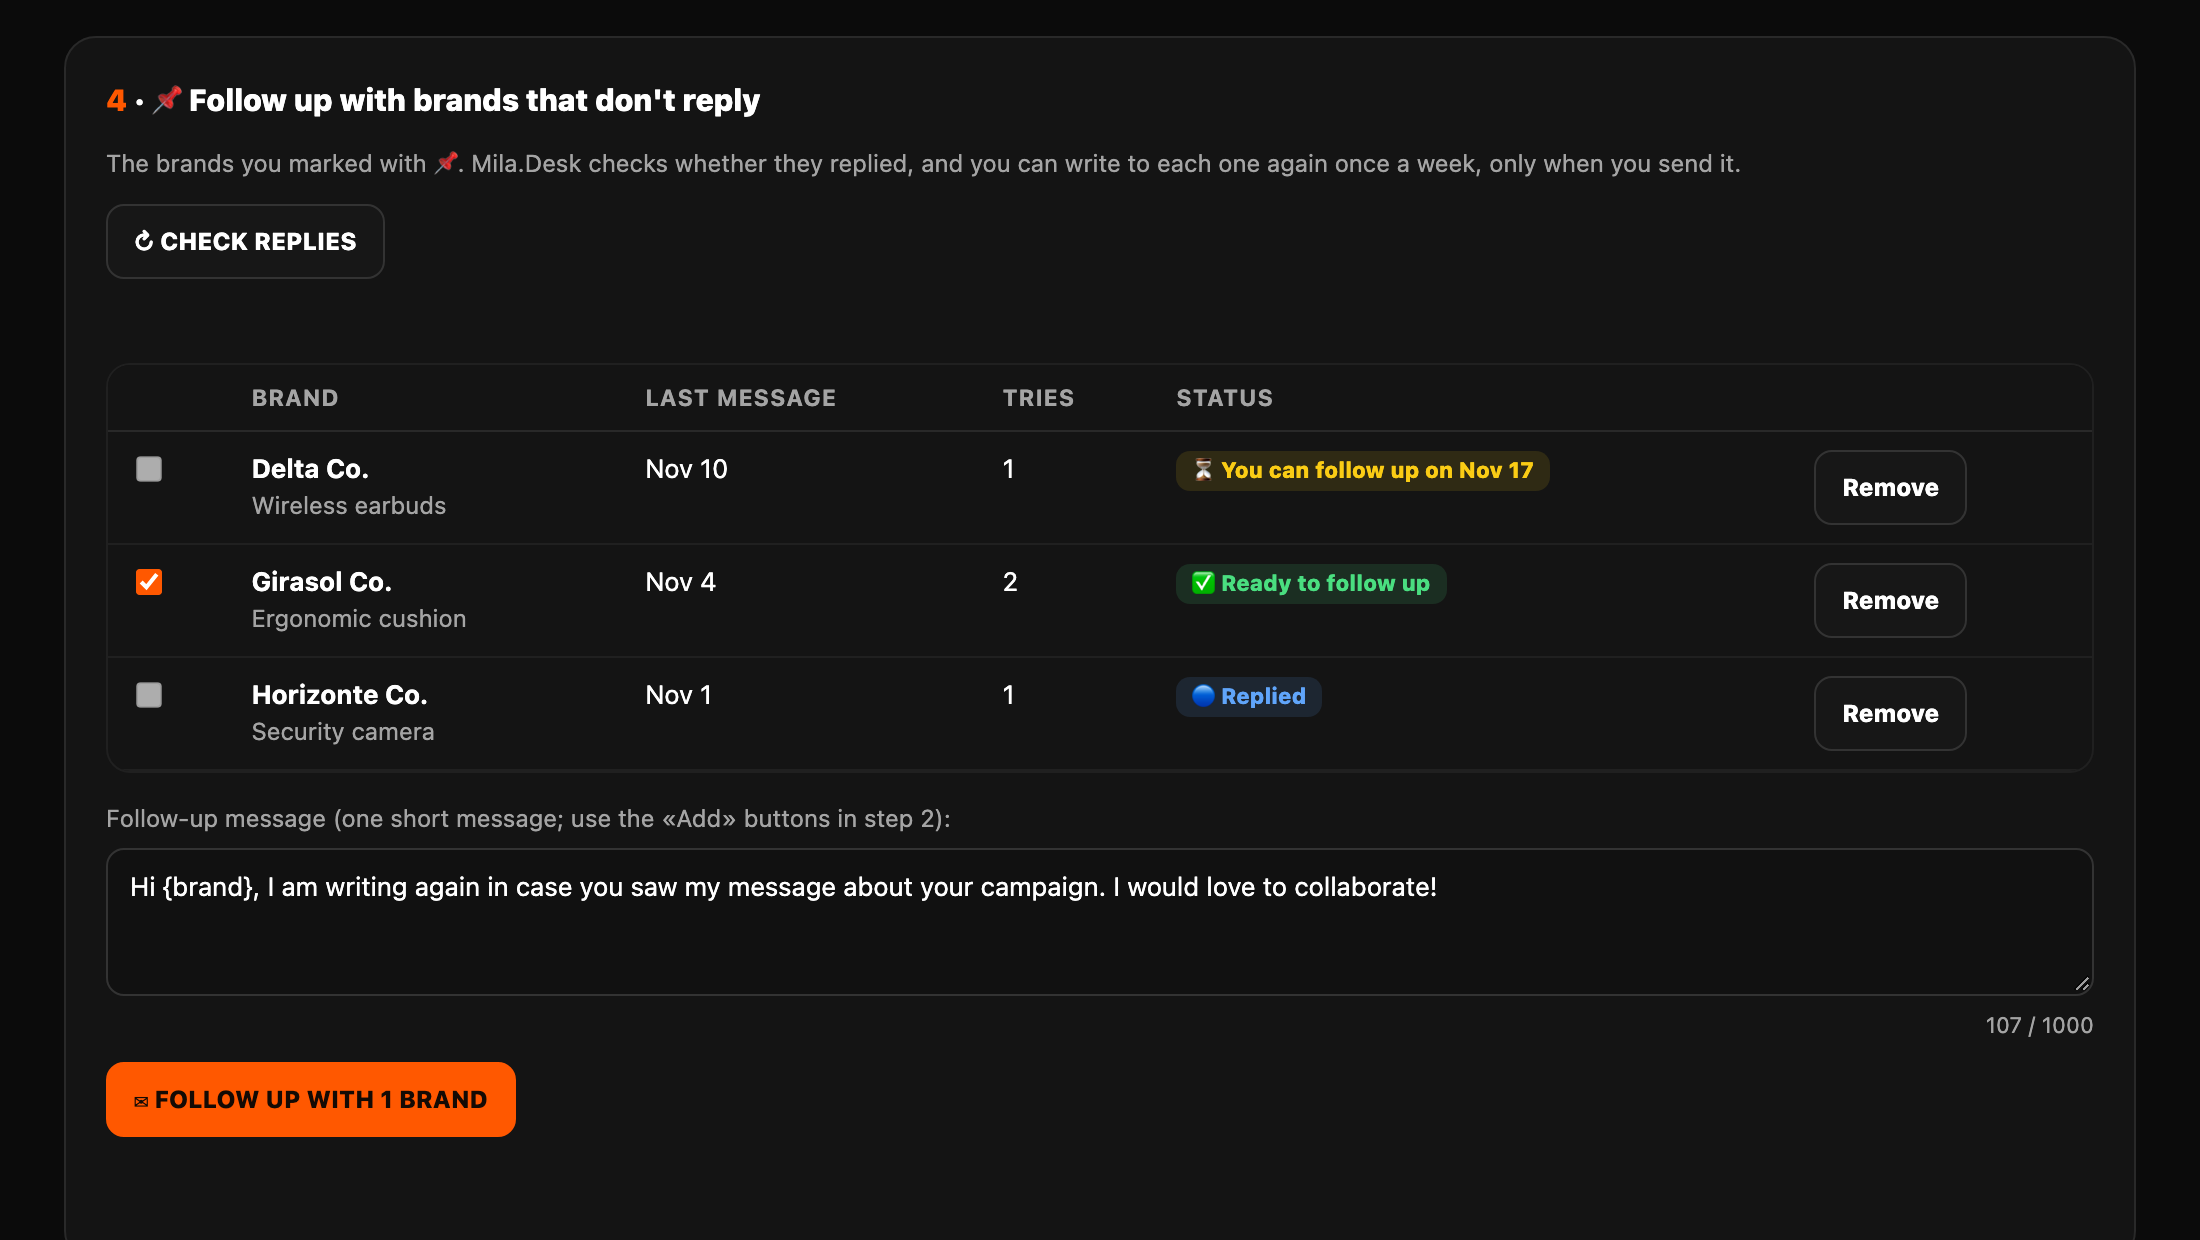 4 • 📌 Follow up with brands that don't reply
The brands you marked with 📌. Mila.Desk checks whether they replied, and you can write to each one again once a week, only when you send it.
↻ CHECK REPLIES
BRAND LAST MESSAGE TRIES STATUS
Delta Co. Nov 10 1 ⏳ You can follow up on Nov 17 Remove
Wireless earbuds
Girasol Co. Nov 4 2 ✅ Ready to follow up Remove
Ergonomic cushion
Horizonte Co. Nov 1 1 🔵 Replied Remove
Security camera
Follow-up message (one short message; use the «Add» buttons in step 2):
Hi {brand}, I am writing again in case you saw my message about your campaign. I would love to collaborate!
107 / 1000
✉ FOLLOW UP WITH 1 BRAND